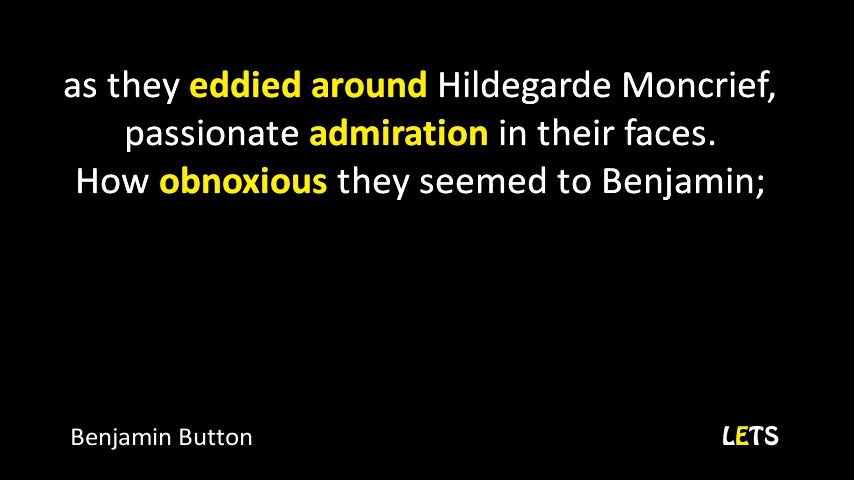 as they eddied around Hildegarde Moncrief,
passionate admiration in their faces.
How obnoxious they seemed to Benjamin;
Benjamin Button
LETS